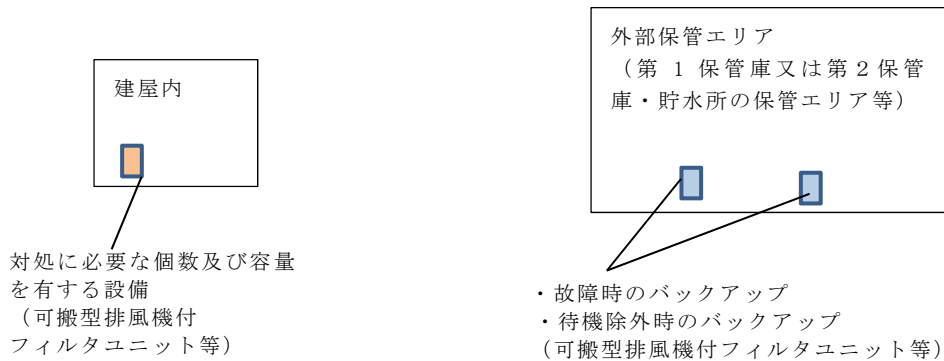 建屋内
対処に必要な個数及び容量
を有する設備
（可搬型排風機付
フィルタユニット等）
外部保管エリア
（第１保管庫又は第２保管
庫・貯水所の保管エリア等）
・故障時のバックアップ
・待機除外時のバックアップ
（可搬型排風機付フィルタユニット等）